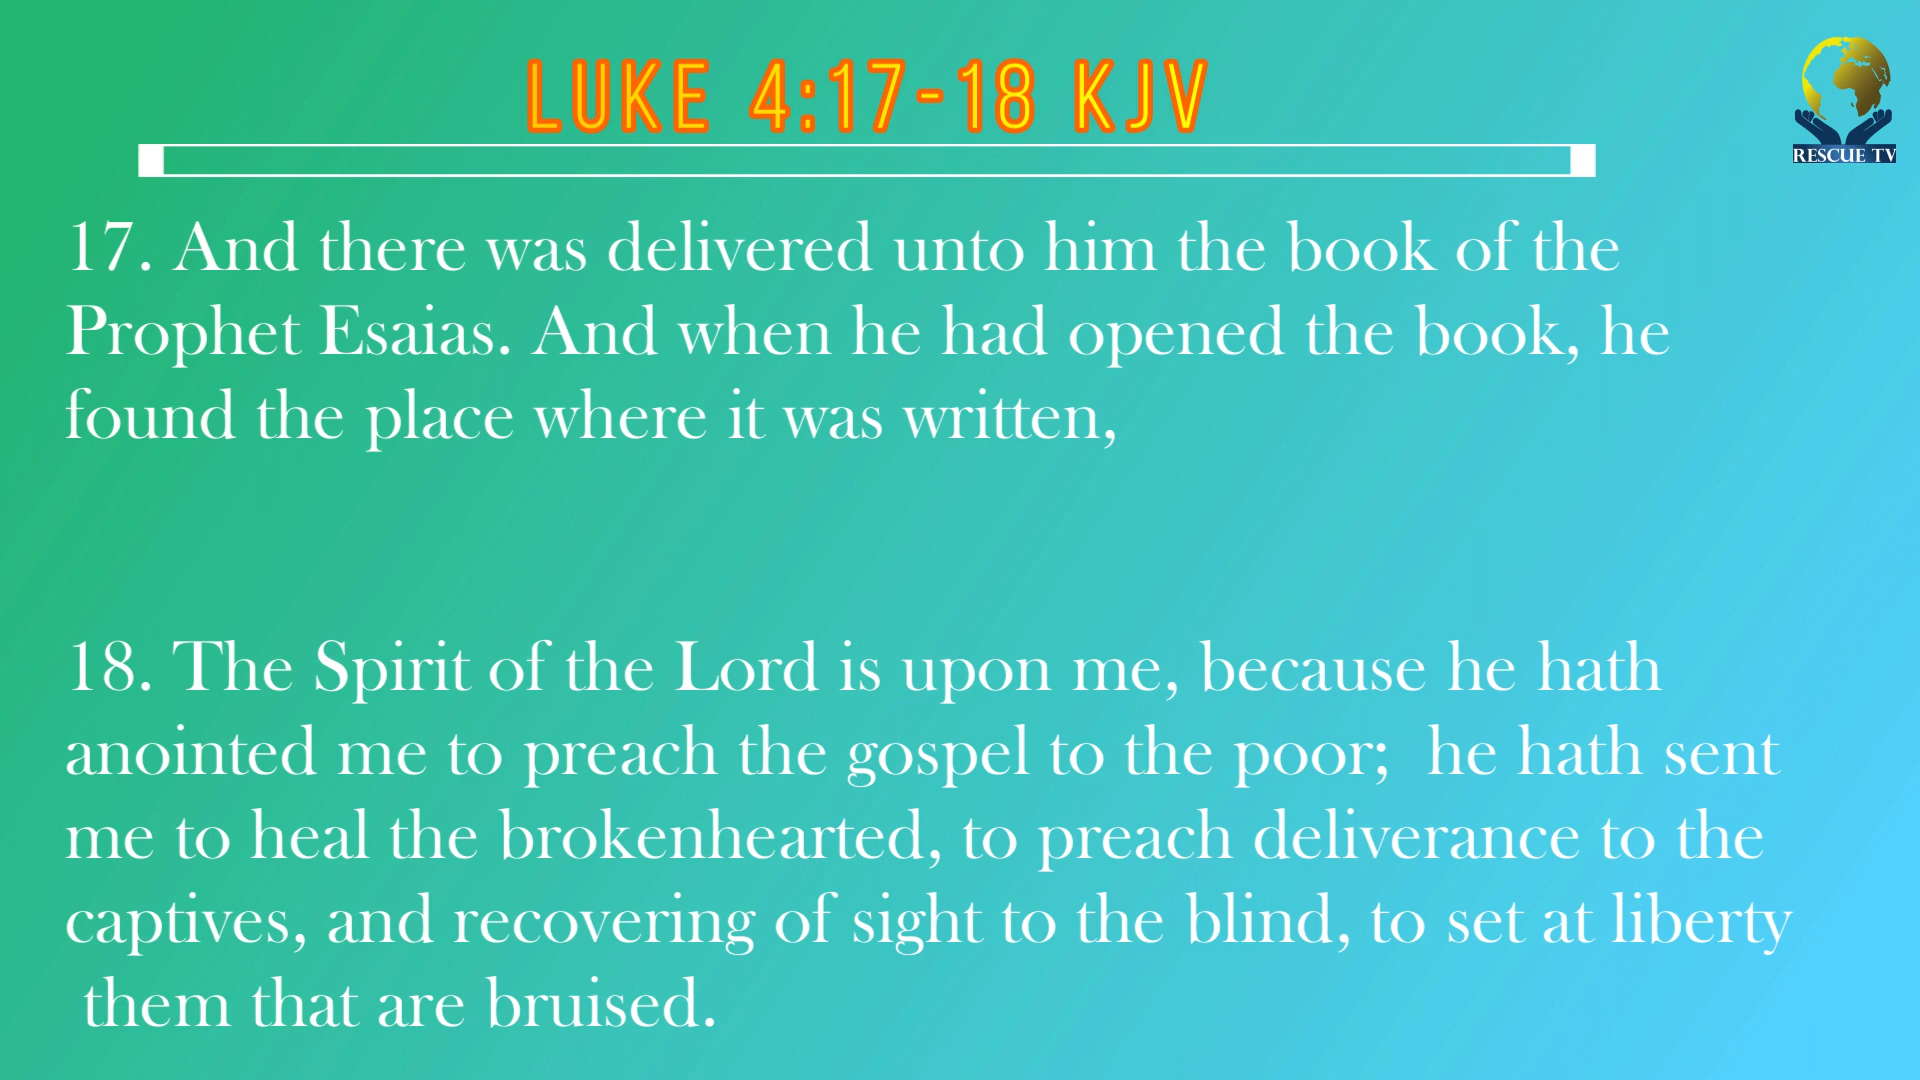 LUKE 4:17-18 KJV
RESCUE TV
17. And there was delivered unto him the book of the
Prophet Esaias. And when he had opened the book, he
found the place where it was written,
18. The Spirit of the Lord is upon me, because he hath
anointed me to preach the gospel to the poor;  he hath sent
me to heal the brokenhearted, to preach deliverance to the
captives, and recovering of sight to the blind, to set at liberty
them that are bruised.